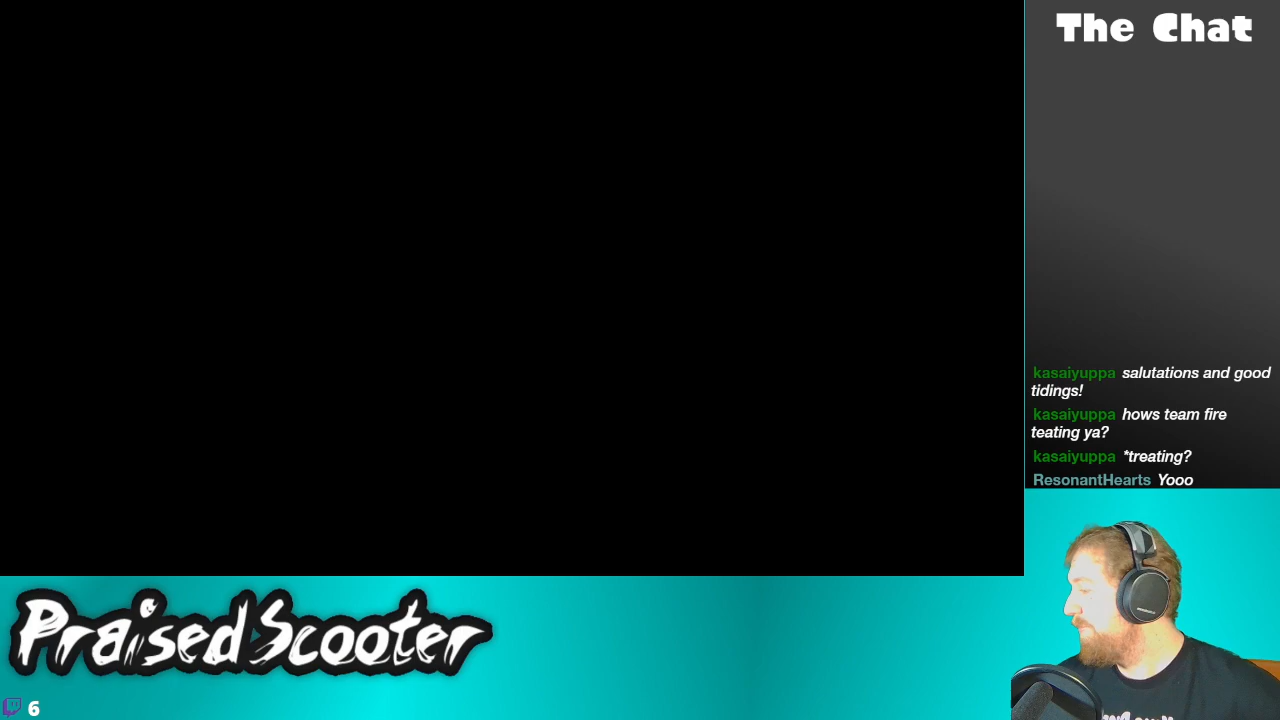 The Chat
kasaiyuppa salutations and good
tidings!
kasaiyuppa hows team fire
teating ya?
kasaiyuppa *treating?
ResonantHearts Yooo
PraisedScooter
6